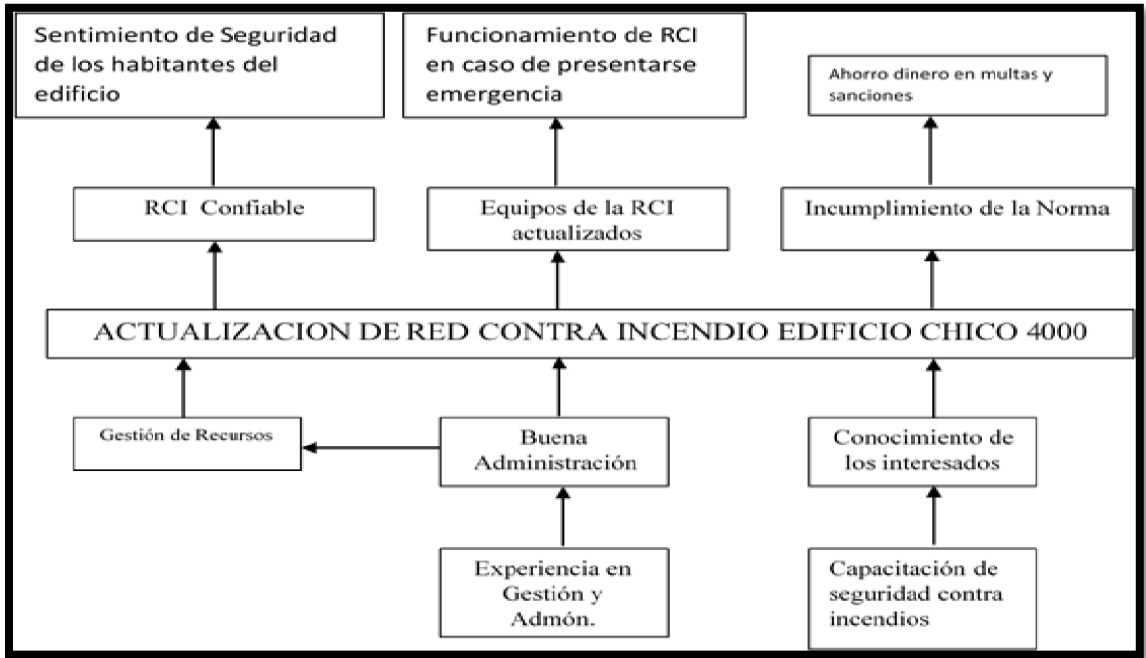 Sentimiento de Seguridad
de los habitantes del
edificio
Funcionamiento de RCI
en caso de presentarse
emergencia
Ahorro dinero en multas y
sanciones
RCI Confiable
Equipos de la RCI
actualizados
Incumplimiento de la Norma
ACTUALIZACION DE RED CONTRA INCENDIO EDIFICIO CHICO 4000
Gestión de Recursos
Buena
Administración
Conocimiento de
los interesados
Experiencia en
Gestión y
Admón.
Capacitación de
seguridad contra
incendios